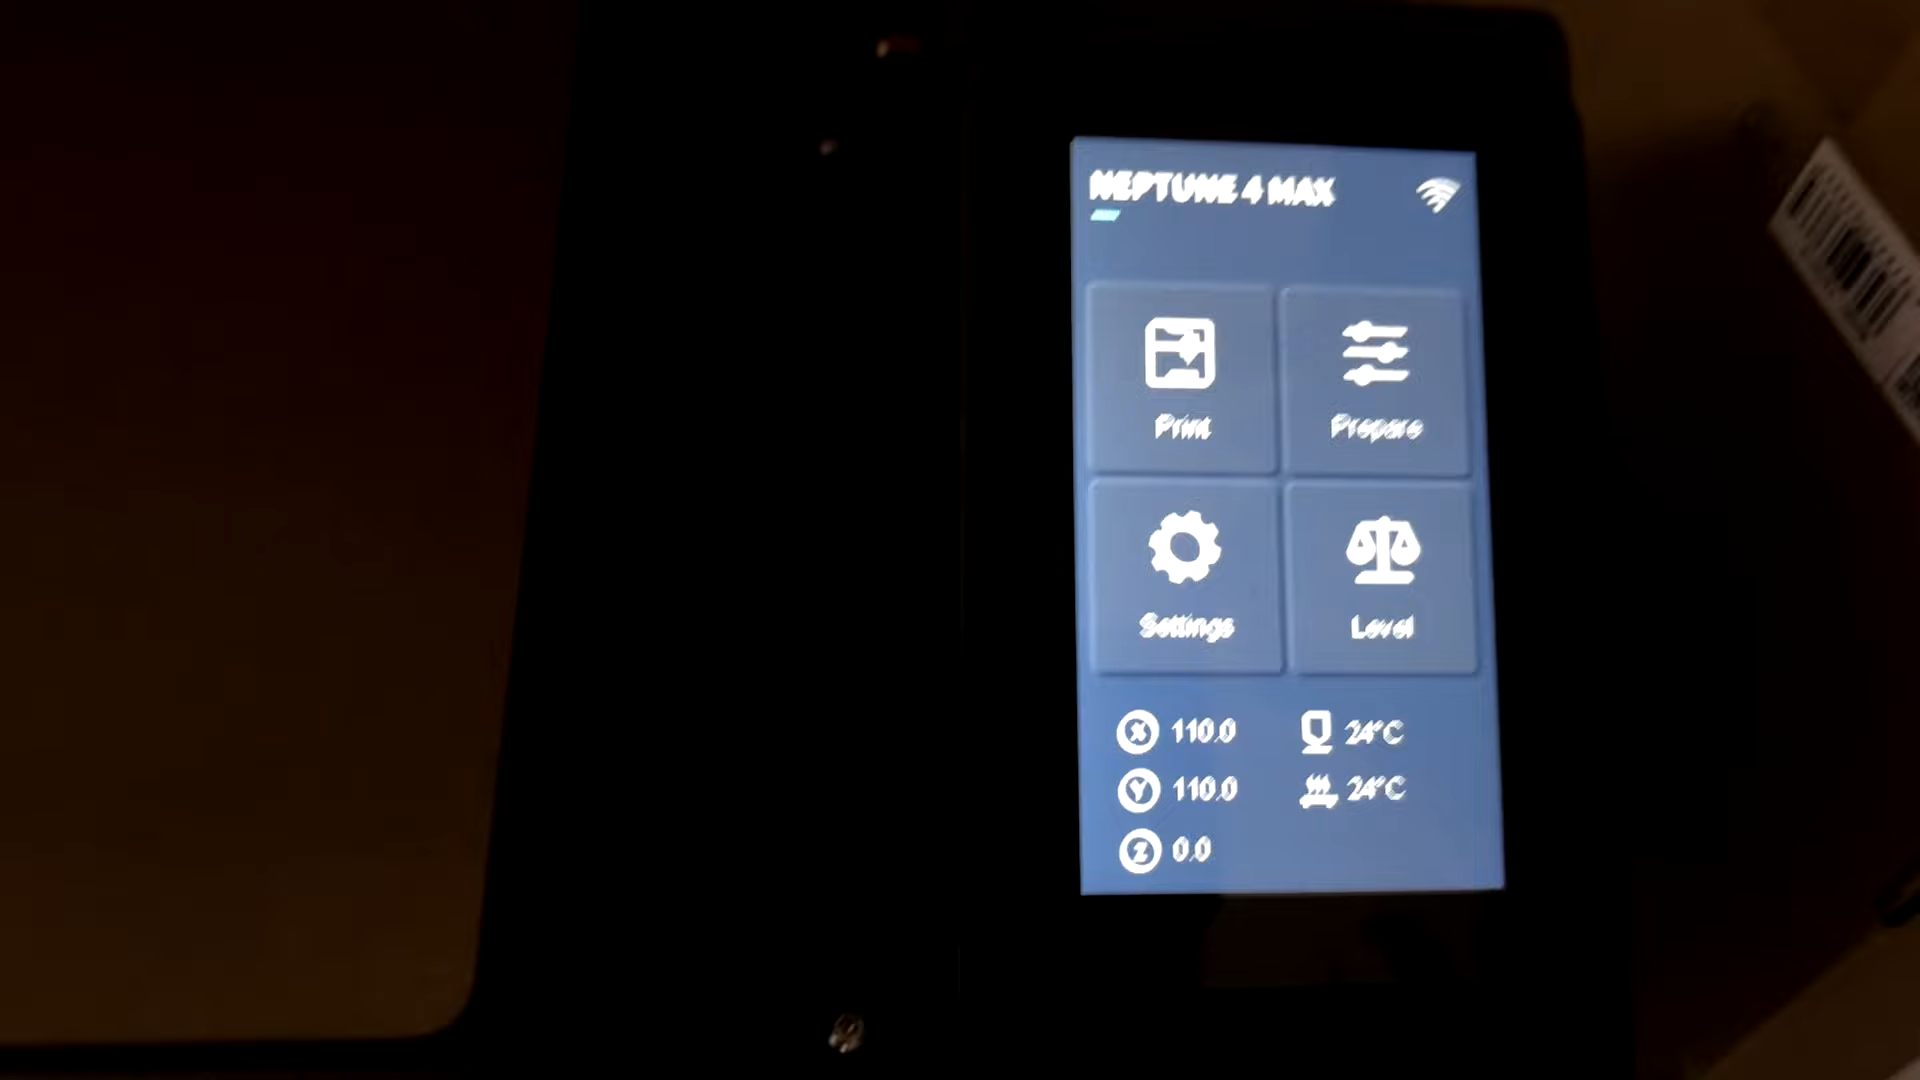 NEPTUNE 4 MAX
Print Prepare
Settings Level
X 110.0 24°C
Y 110.0 24°C
Z 0.0